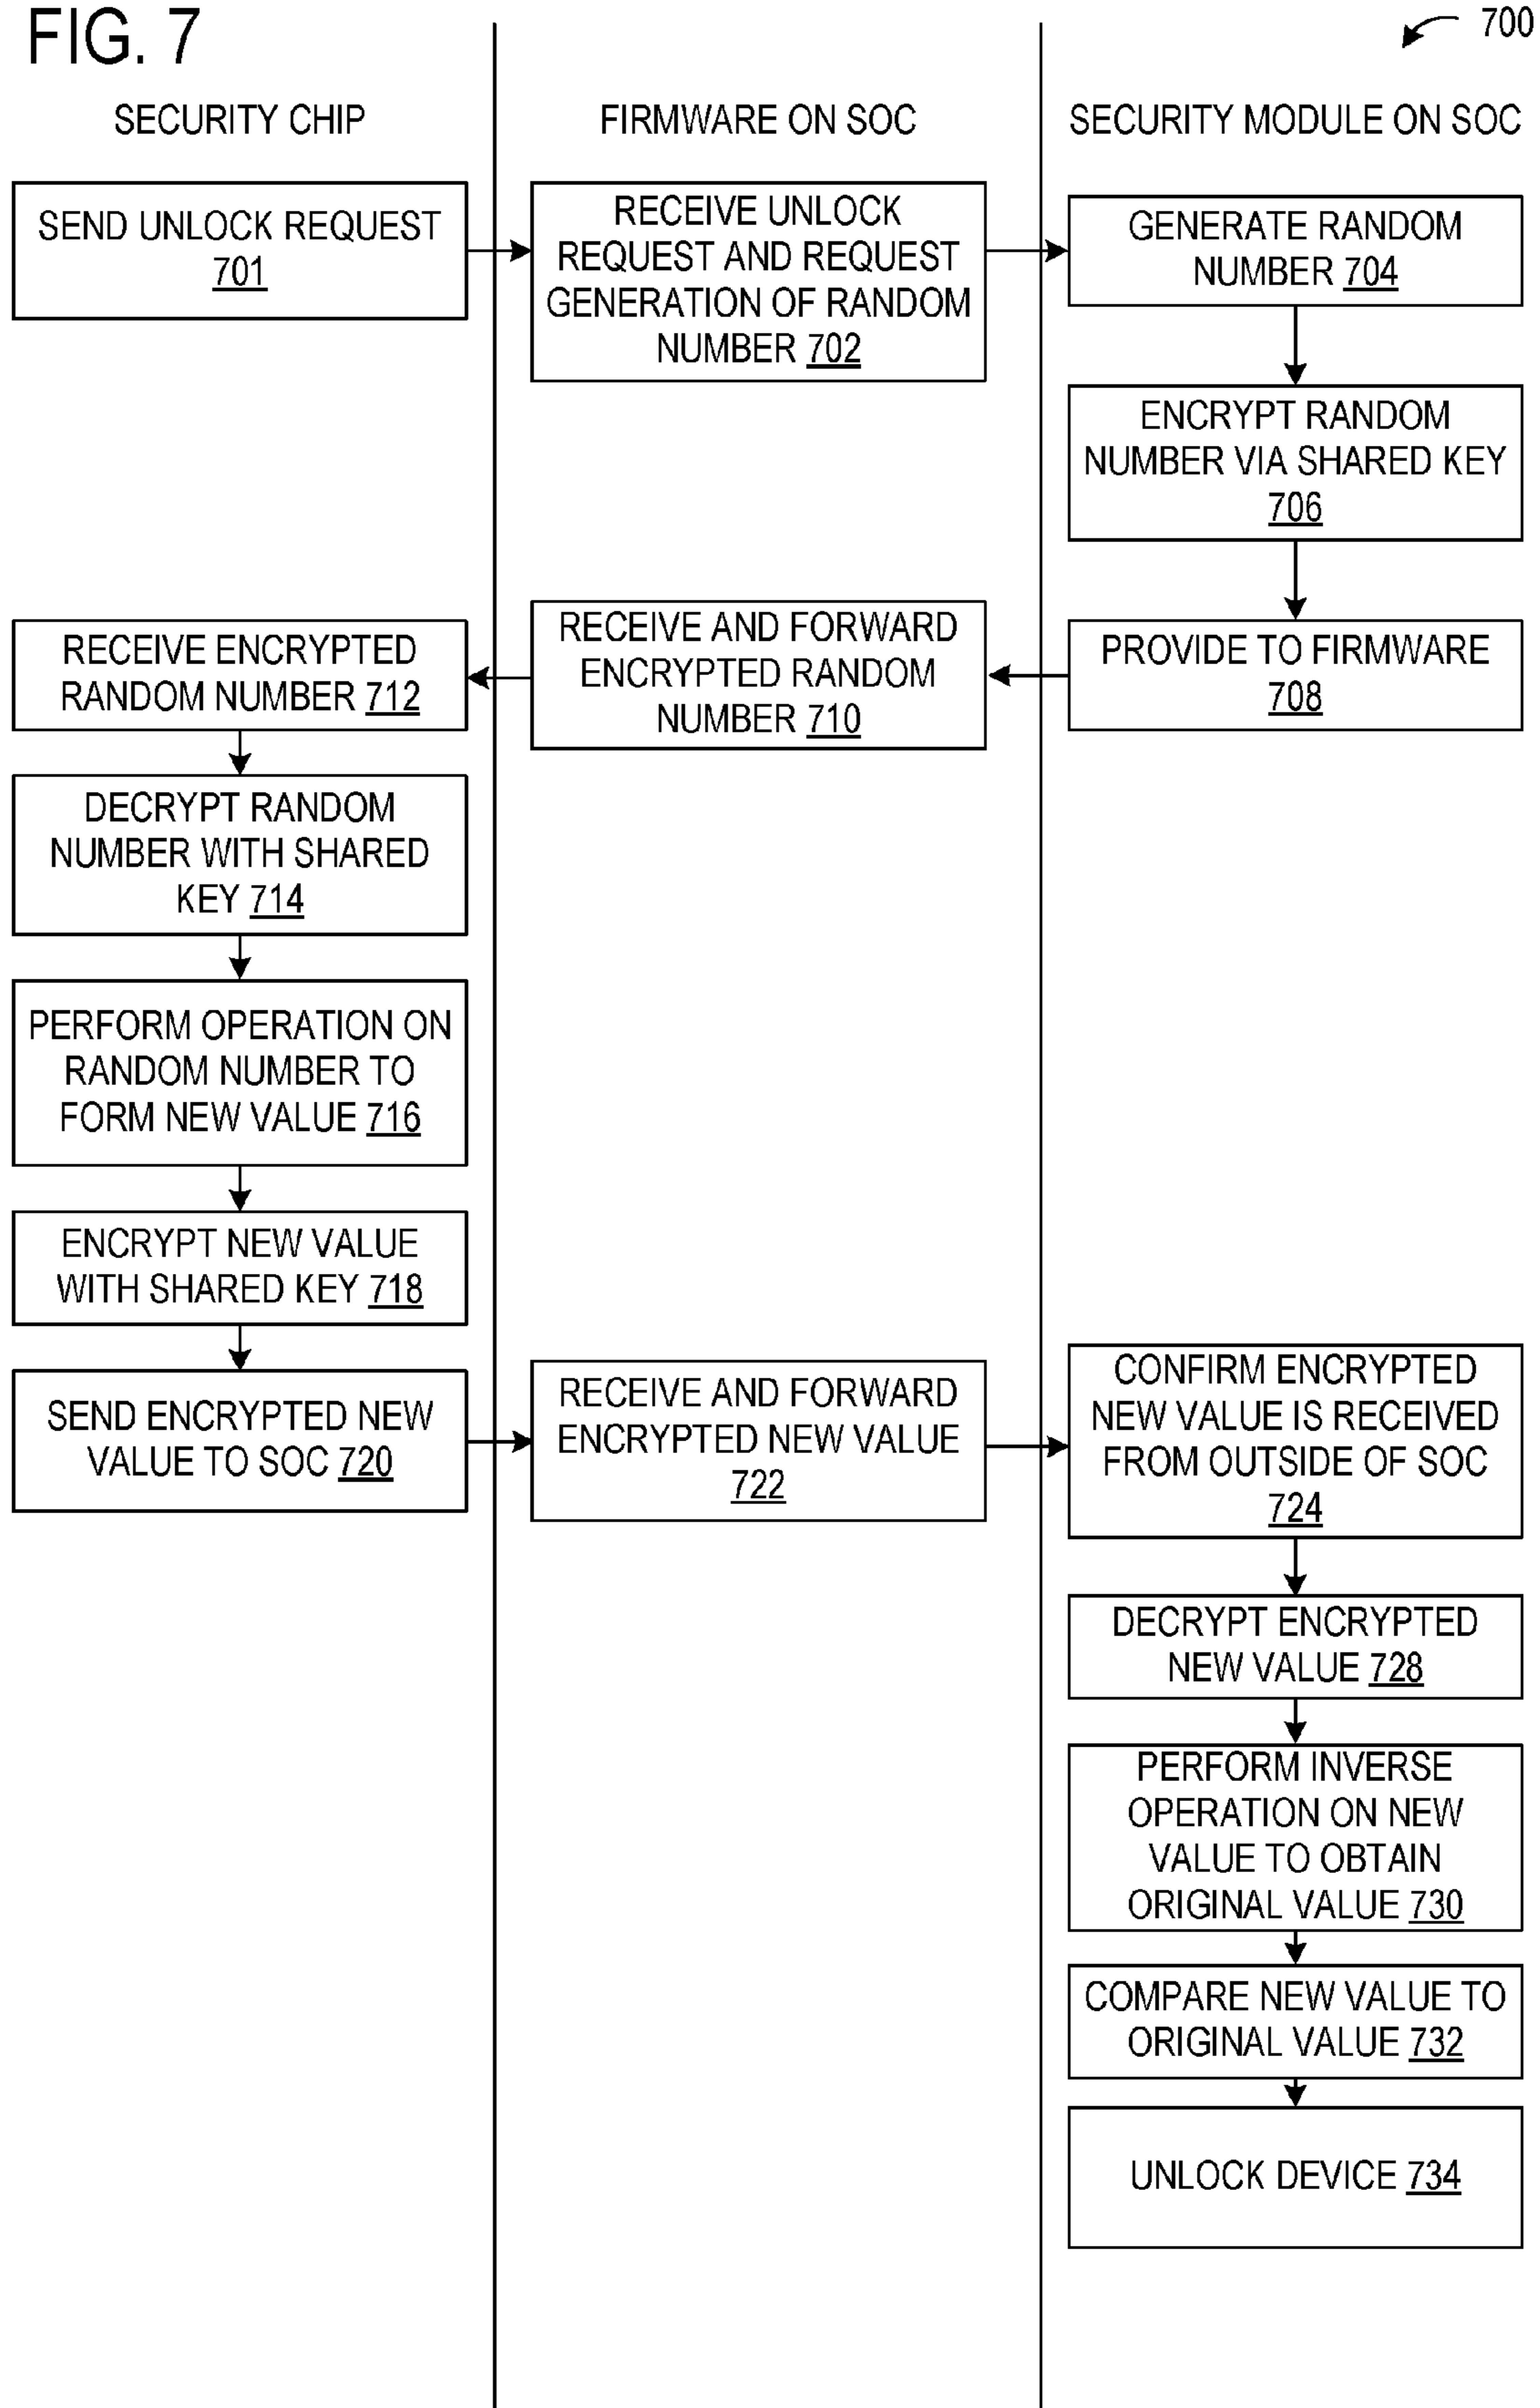 FIG. 7
700
SECURITY CHIP
FIRMWARE ON SOC
SECURITY MODULE ON SOC
SEND UNLOCK REQUEST
701
RECEIVE UNLOCK
REQUEST AND REQUEST
GENERATION OF RANDOM
NUMBER 702
GENERATE RANDOM
NUMBER 704
ENCRYPT RANDOM
NUMBER VIA SHARED KEY
706
PROVIDE TO FIRMWARE
708
RECEIVE AND FORWARD
ENCRYPTED RANDOM
NUMBER 710
RECEIVE ENCRYPTED
RANDOM NUMBER 712
DECRYPT RANDOM
NUMBER WITH SHARED
KEY 714
PERFORM OPERATION ON
RANDOM NUMBER TO
FORM NEW VALUE 716
ENCRYPT NEW VALUE
WITH SHARED KEY 718
SEND ENCRYPTED NEW
VALUE TO SOC 720
RECEIVE AND FORWARD
ENCRYPTED NEW VALUE
722
CONFIRM ENCRYPTED
NEW VALUE IS RECEIVED
FROM OUTSIDE OF SOC
724
DECRYPT ENCRYPTED
NEW VALUE 728
PERFORM INVERSE
OPERATION ON NEW
VALUE TO OBTAIN
ORIGINAL VALUE 730
COMPARE NEW VALUE TO
ORIGINAL VALUE 732
UNLOCK DEVICE 734